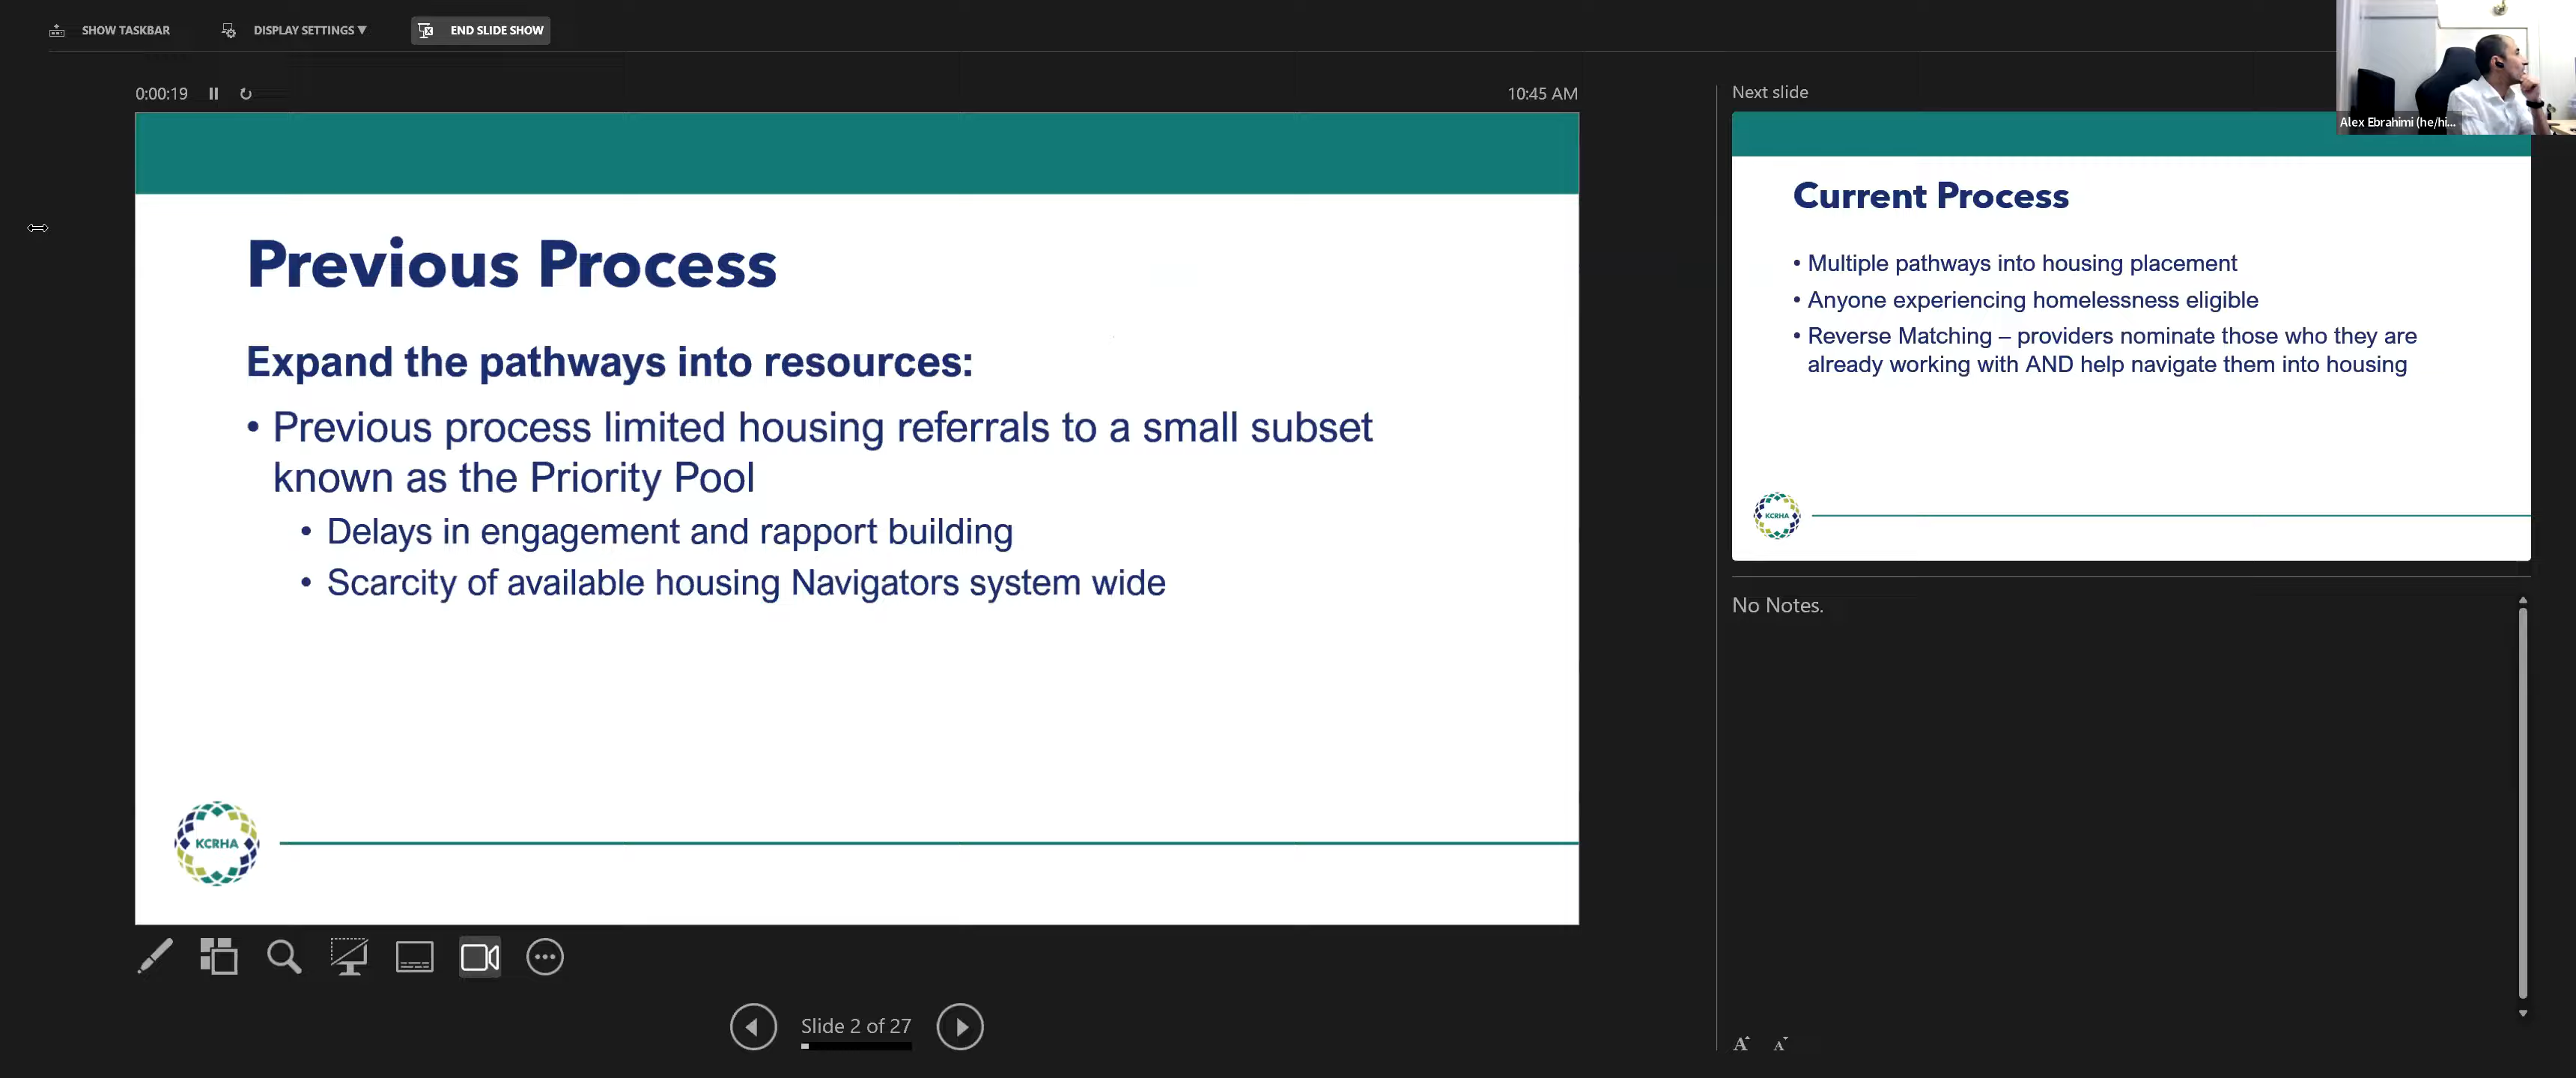 SHOW TASKBAR
DISPLAY SETTINGS ▼
END SLIDE SHOW
0:00:19
10:45 AM
Previous Process
Expand the pathways into resources:
• Previous process limited housing referrals to a small subset
known as the Priority Pool
• Delays in engagement and rapport building
• Scarcity of available housing Navigators system wide
KCRHA
Slide 2 of 27
Next slide
Alex Ebrahimi (he/hi...
Current Process
• Multiple pathways into housing placement
• Anyone experiencing homelessness eligible
• Reverse Matching – providers nominate those who they are
already working with AND help navigate them into housing
KCRHA
No Notes.
A A